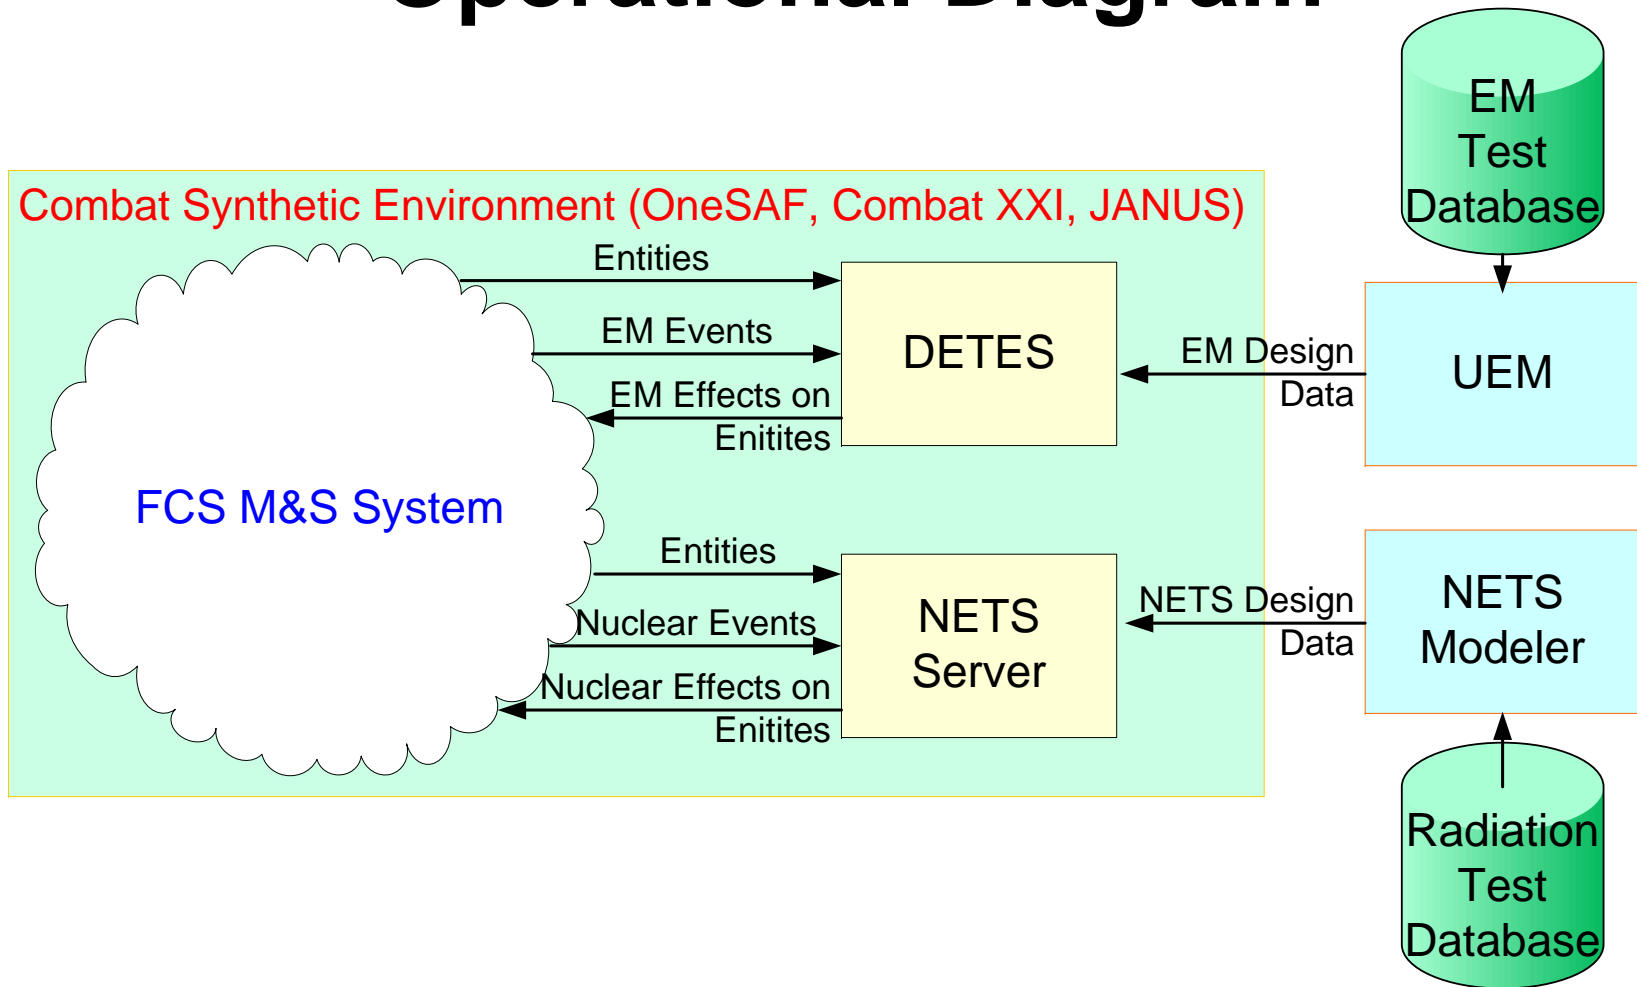 Operational Diagram
EM
Test
Database
Combat Synthetic Environment (OneSAF, Combat XXI, JANUS)
Entities
EM Events
EM Effects on
Enitites
DETES
EM Design
Data
UEM
FCS M&S System
Entities
Nuclear Events
Nuclear Effects on
Enitites
NETS
Server
NETS Design
Data
NETS
Modeler
Radiation
Test
Database